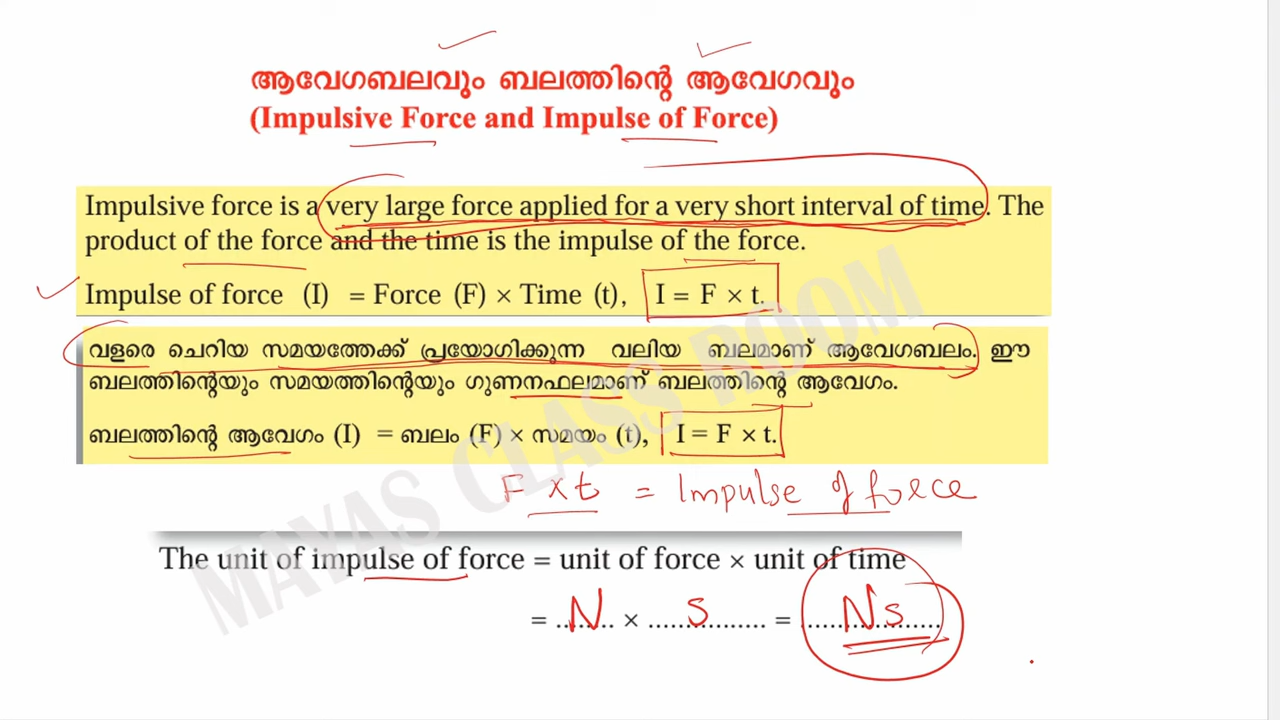 ആവേഗബലവും ബലത്തിന്റെ ആവേഗവും
(Impulsive Force and Impulse of Force)
Impulsive force is a very large force applied for a very short interval of time. The
product of the force and the time is the impulse of the force.
Impulse of force (I) = Force (F) × Time (t), I = F × t.
വളരെ ചെറിയ സമയത്തേക്ക് പ്രയോഗിക്കുന്ന വലിയ ബലമാണ് ആവേഗബലം. ഈ
ബലത്തിന്റെയും സമയത്തിന്റെയും ഗുണനഫലമാണ് ബലത്തിന്റെ ആവേഗം.
ബലത്തിന്റെ ആവേഗം (I) = ബലം (F) × സമയം (t), I = F × t.
F × t = Impulse of force
The unit of impulse of force = unit of force × unit of time
= N × s = Ns
MAYAS CLASS ROOM